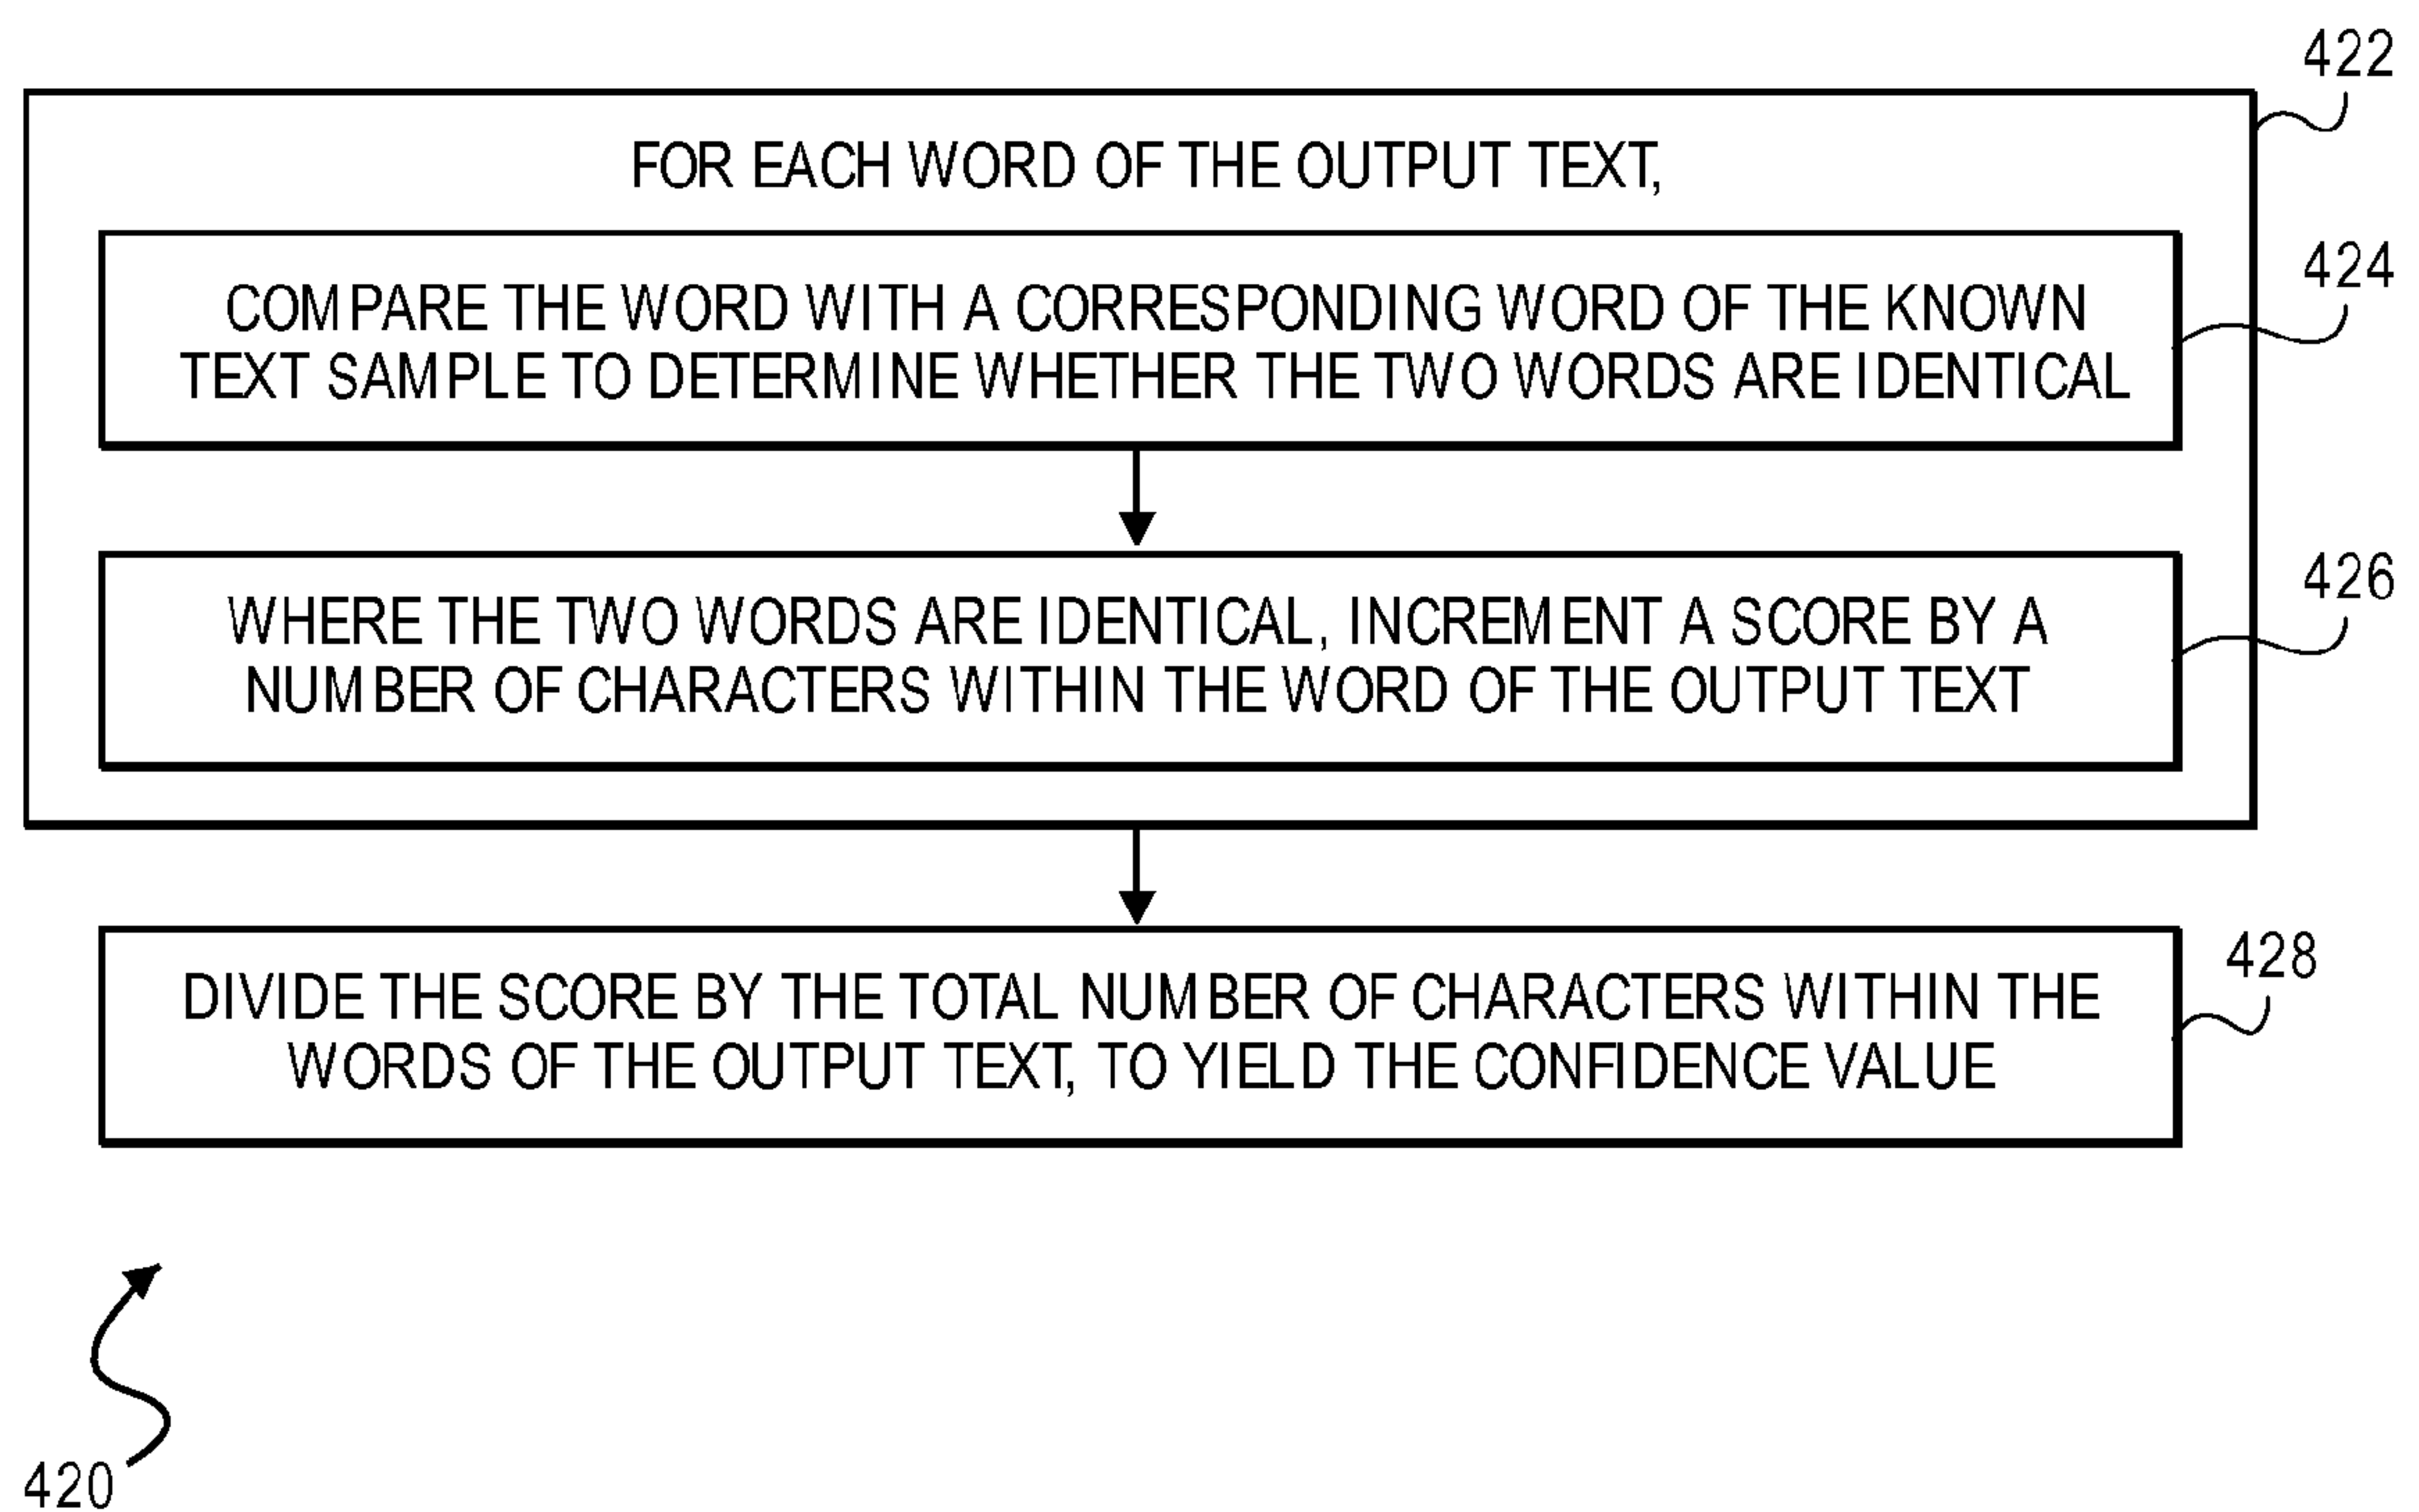 422
FOR EACH WORD OF THE OUTPUT TEXT,
424
COMPARE THE WORD WITH A CORRESPONDING WORD OF THE KNOWN
TEXT SAMPLE TO DETERMINE WHETHER THE TWO WORDS ARE IDENTICAL
426
WHERE THE TWO WORDS ARE IDENTICAL, INCREMENT A SCORE BY A
NUMBER OF CHARACTERS WITHIN THE WORD OF THE OUTPUT TEXT
428
DIVIDE THE SCORE BY THE TOTAL NUMBER OF CHARACTERS WITHIN THE
WORDS OF THE OUTPUT TEXT, TO YIELD THE CONFIDENCE VALUE
420